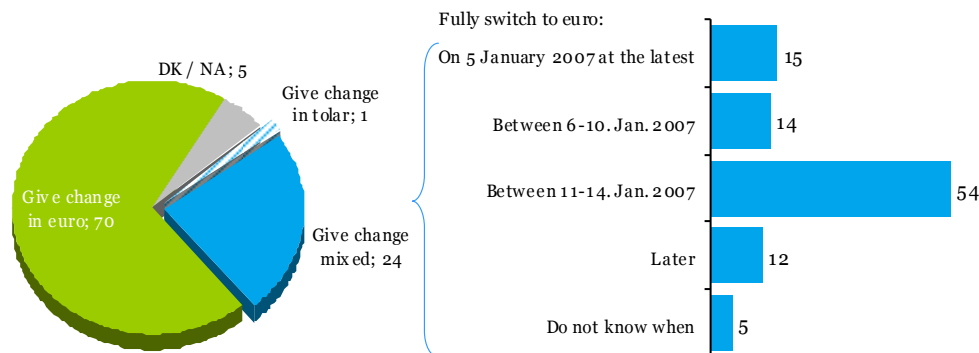 DK / NA; 5
Give change
in tolar; 1
Give change
in euro; 70
Give change
mixed; 24
Fully switch to euro:
On 5 January 2007 at the latest
15
Between 6-10. Jan. 2007
14
Between 11-14. Jan. 2007
54
Later
12
Do not know when
5